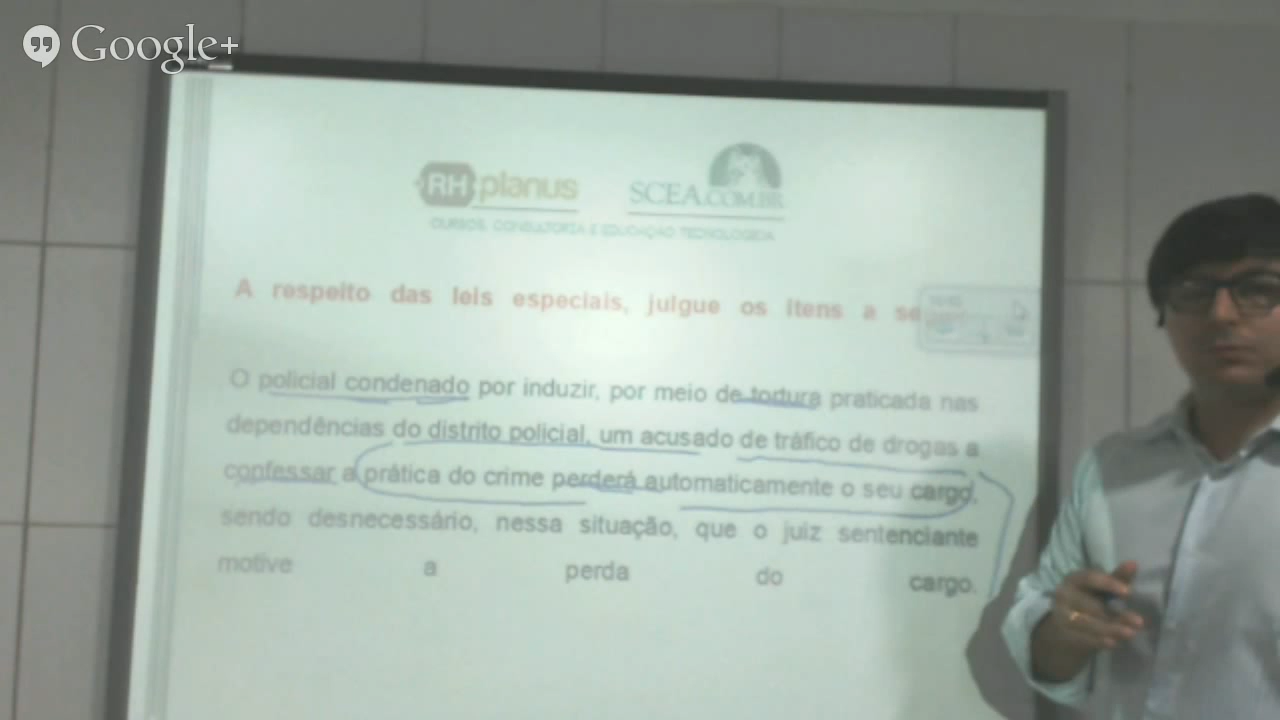 Google+
RH planus
SCEA.COM.BR
CURSOS, CONSULTORIA E EDUCAÇÃO TECNOLOGICA
A respeito das leis especiais, julgue os itens a
O policial condenado por induzir, por meio de tortura praticada nas
dependências do distrito policial, um acusado de tráfico de drogas a
confessar a prática do crime perderá automaticamente o seu cargo,
sendo desnecessário, nessa situação, que o juiz sentenciante
motive a perda do cargo.